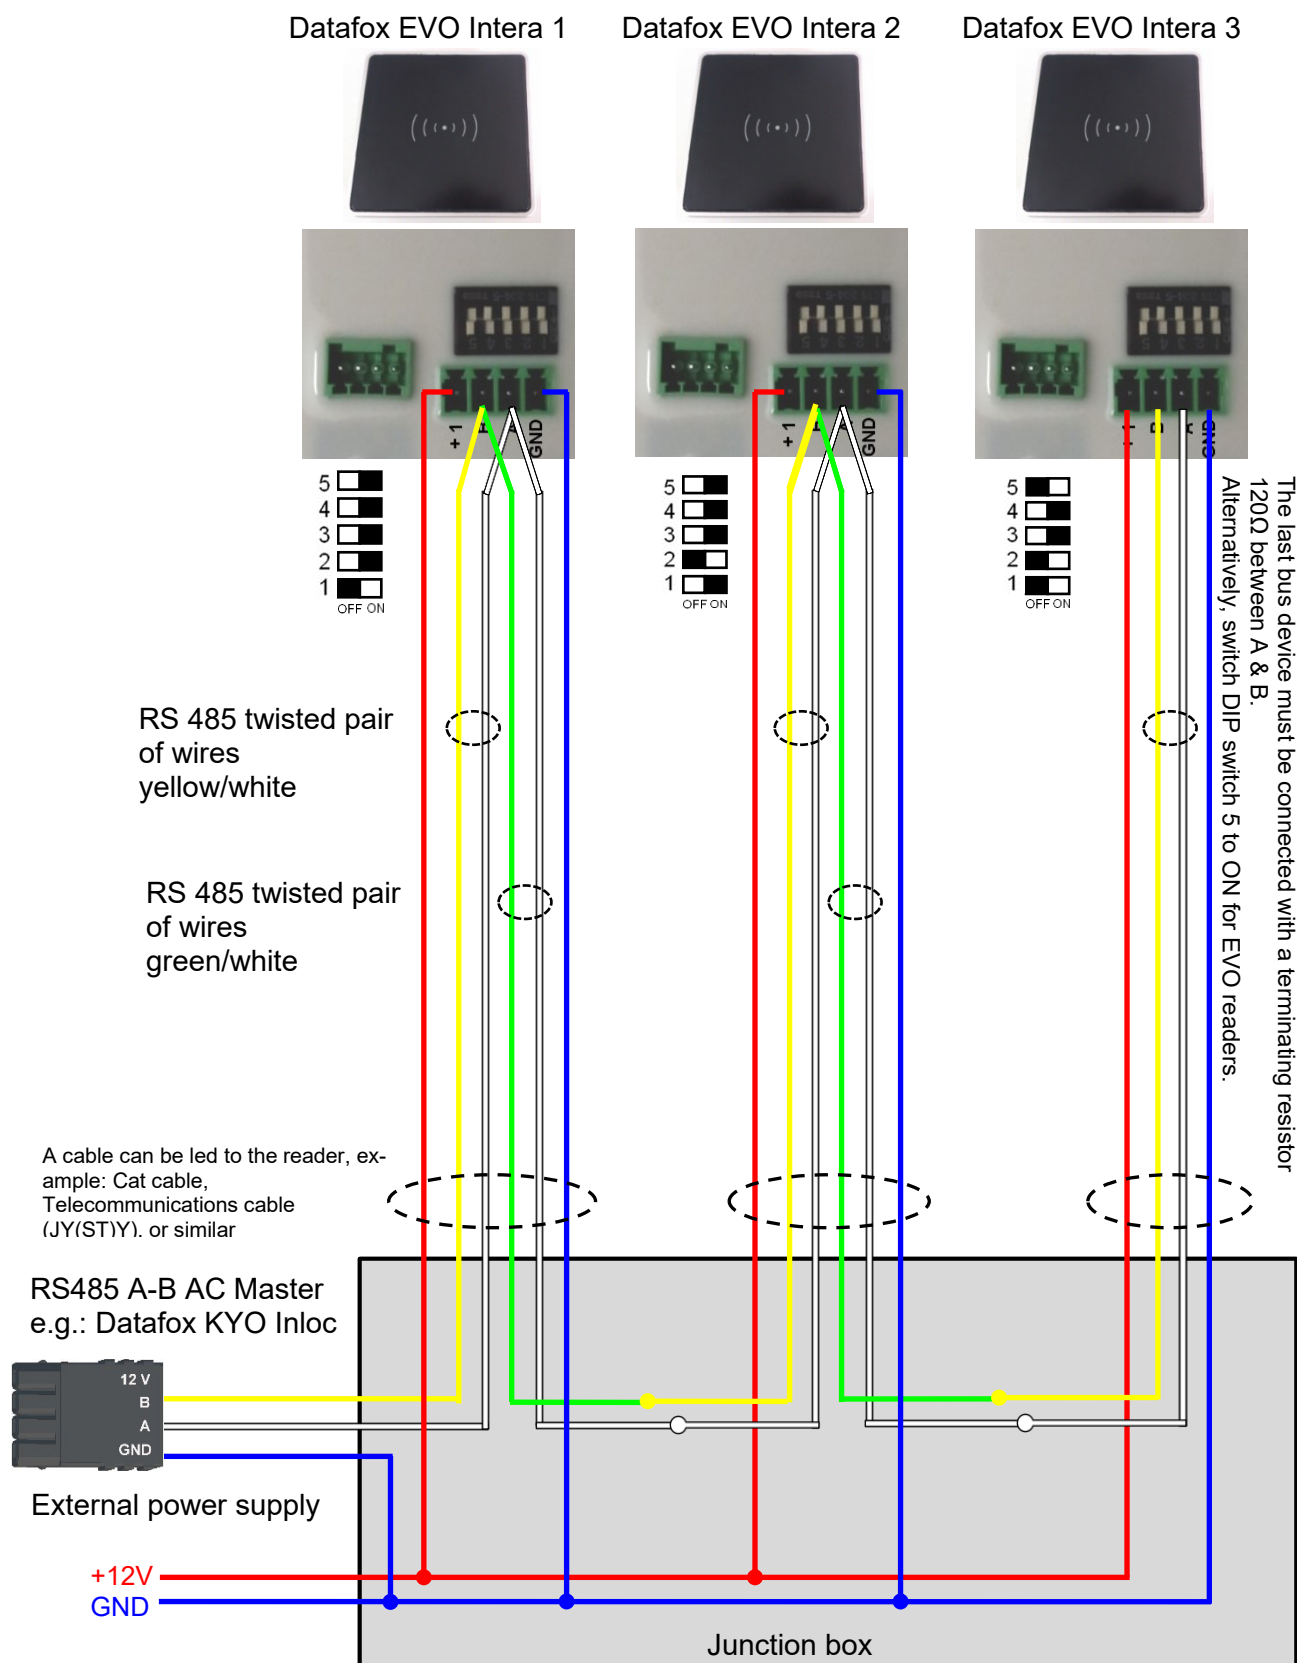 Datafox EVO Intera 1
Datafox EVO Intera 2
Datafox EVO Intera 3
+ 1
GND
+ 1
GND
GND
5
4
3
2
1
OFF ON
5
4
3
2
1
OFF ON
5
4
3
2
1
OFF ON
The last bus device must be connected with a terminating resistor
120Ω between A & B.
Alternatively, switch DIP switch 5 to ON for EVO readers.
RS 485 twisted pair
of wires
yellow/white
RS 485 twisted pair
of wires
green/white
A cable can be led to the reader, ex-
ample: Cat cable,
Telecommunications cable
(JY(ST)Y). or similar
RS485 A-B AC Master
e.g.: Datafox KYO Inloc
12 V
B
A
GND
External power supply
+12V
GND
Junction box